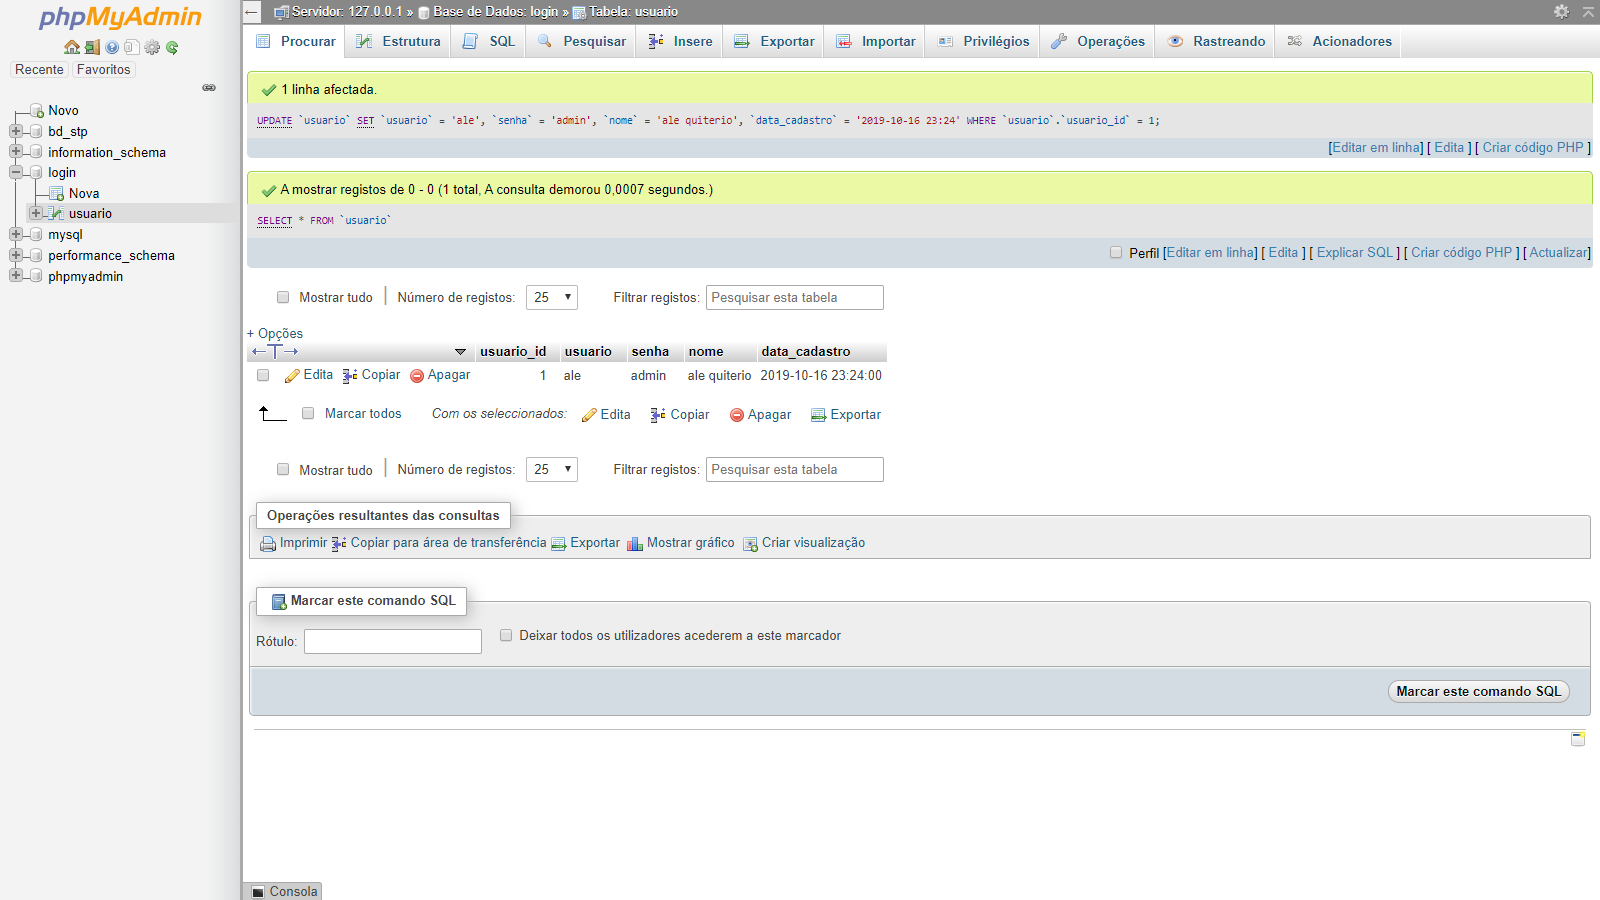 phpMyAdmin
Recente Favoritos
Novo
bd_stp
information_schema
login
Nova
usuario
mysql
performance_schema
phpmyadmin
Servidor: 127.0.0.1 » Base de Dados: login » Tabela: usuario
Procurar Estrutura SQL Pesquisar Insere Exportar Importar Privilégios Operações Rastreando Acionadores
1 linha afectada.
UPDATE `usuario` SET `usuario` = 'ale', `senha` = 'admin', `nome` = 'ale quiterio', `data_cadastro` = '2019-10-16 23:24' WHERE `usuario`.`usuario_id` = 1;
[Editar em linha] [ Edita ] [ Criar código PHP ]
A mostrar registos de 0 - 0 (1 total, A consulta demorou 0,0007 segundos.)
SELECT * FROM `usuario`
Perfil [Editar em linha] [ Edita ] [ Explicar SQL ] [ Criar código PHP ] [ Actualizar]
Mostrar tudo | Número de registos: 25 Filtrar registos: Pesquisar esta tabela
+ Opções
←T→ usuario_id usuario senha nome data_cadastro
Edita Copiar Apagar 1 ale admin ale quiterio 2019-10-16 23:24:00
Marcar todos Com os seleccionados: Edita Copiar Apagar Exportar
Mostrar tudo | Número de registos: 25 Filtrar registos: Pesquisar esta tabela
Operações resultantes das consultas
Imprimir Copiar para área de transferência Exportar Mostrar gráfico Criar visualização
Marcar este comando SQL
Rótulo: Deixar todos os utilizadores acederem a este marcador
Marcar este comando SQL
Consola